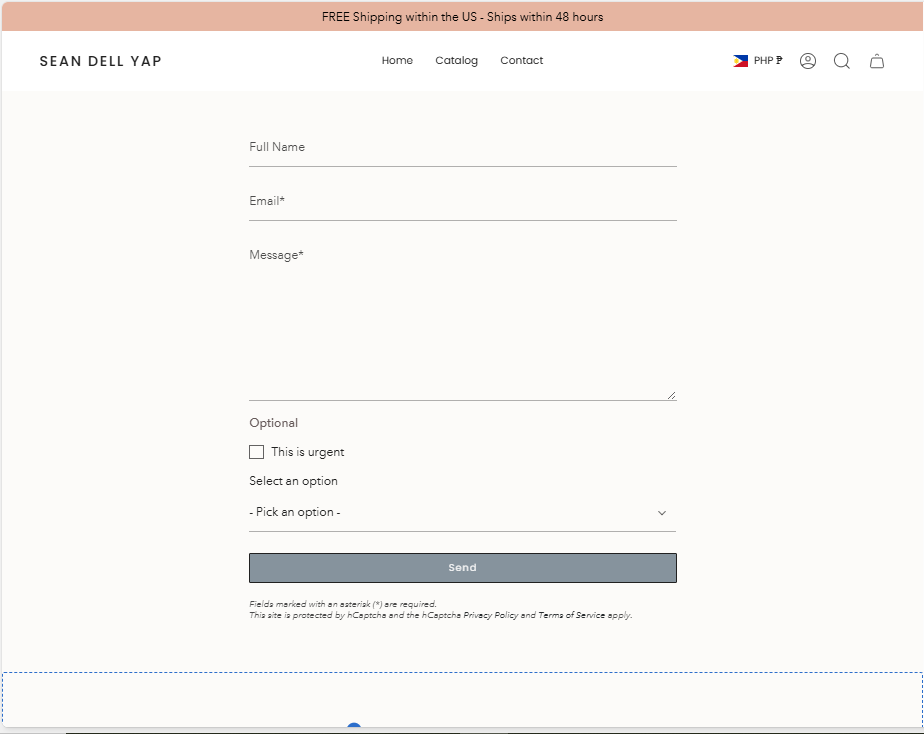 FREE Shipping within the US - Ships within 48 hours
SEAN DELL YAP
Home Catalog Contact
PHP ₱
Full Name
Email*
Message*
Optional
This is urgent
Select an option
- Pick an option -
Send
Fields marked with an asterisk (*) are required.
This site is protected by hCaptcha and the hCaptcha Privacy Policy and Terms of Service apply.